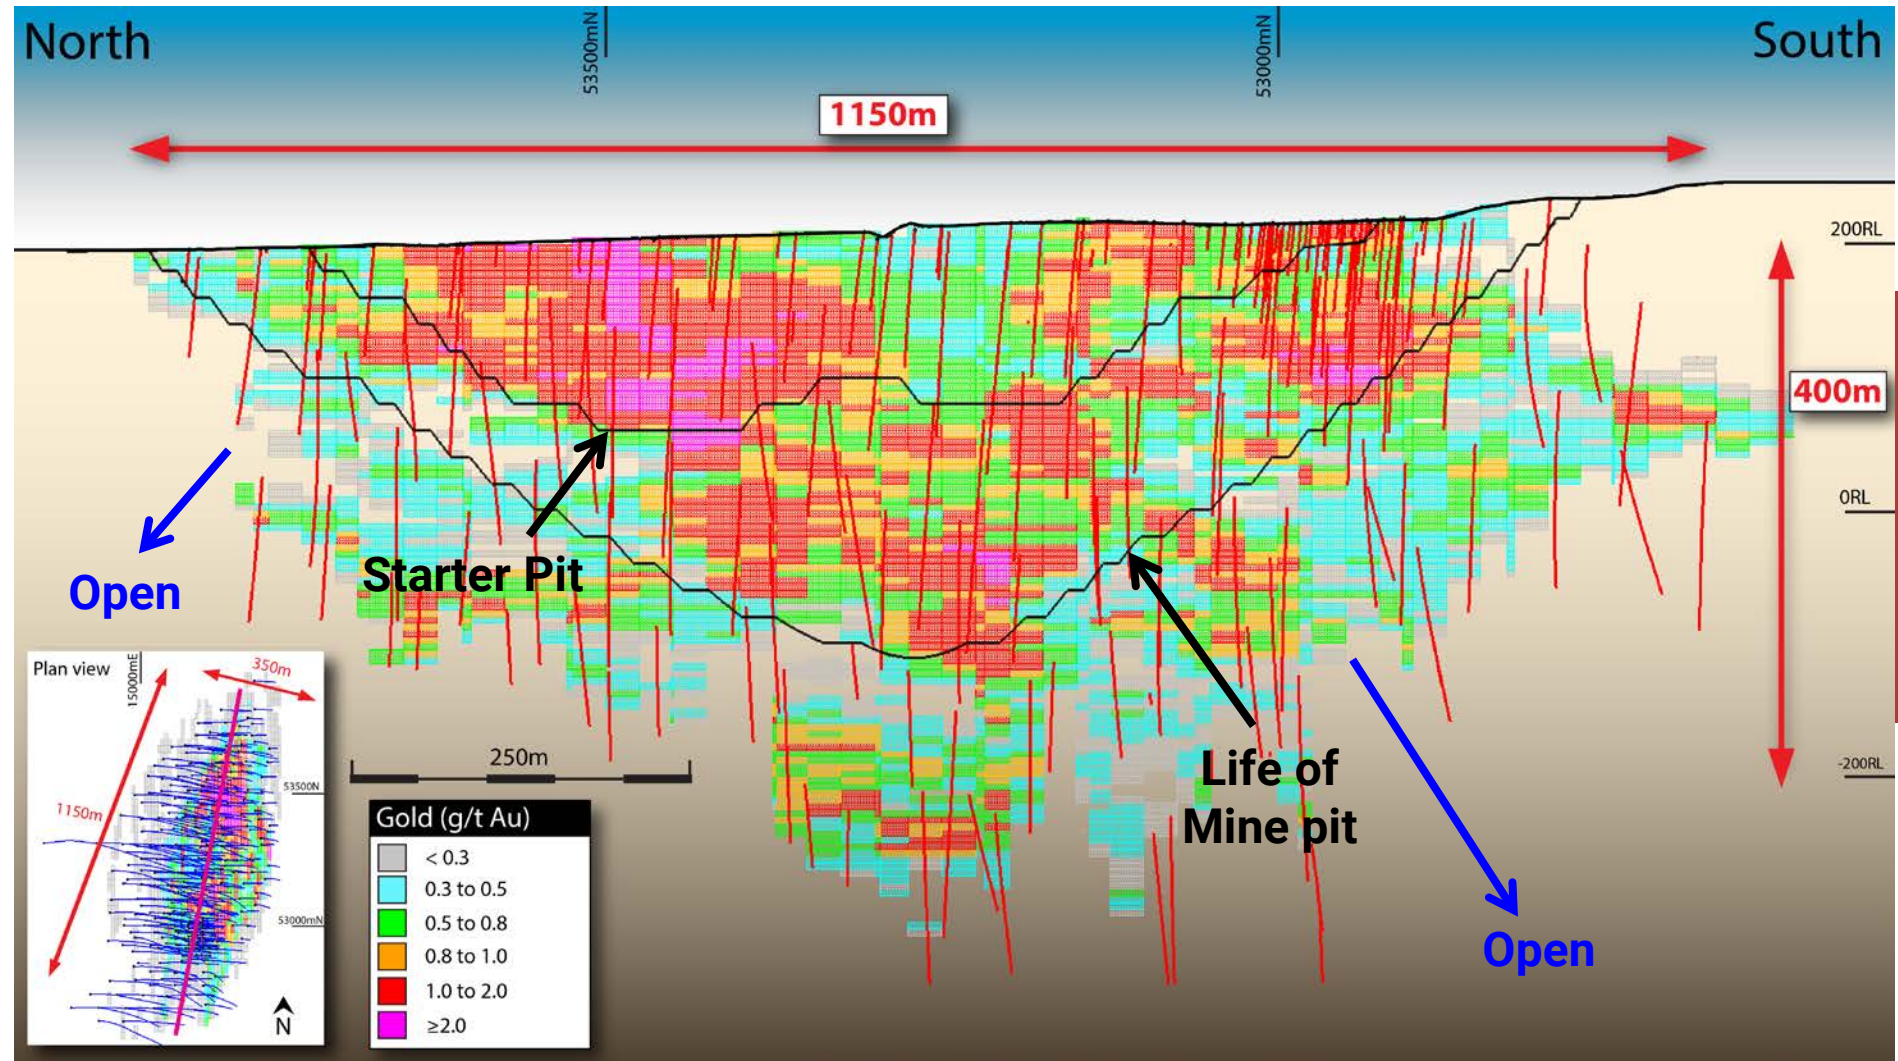 North
53500mN
53000mN
South
1150m
200RL
400m
0RL
-200RL
Open
Starter Pit
Life of
Mine pit
Open
Plan view
15000mE
350m
1150m
53500N
53000mN
N
250m
Gold (g/t Au)
< 0.3
0.3 to 0.5
0.5 to 0.8
0.8 to 1.0
1.0 to 2.0
≥2.0